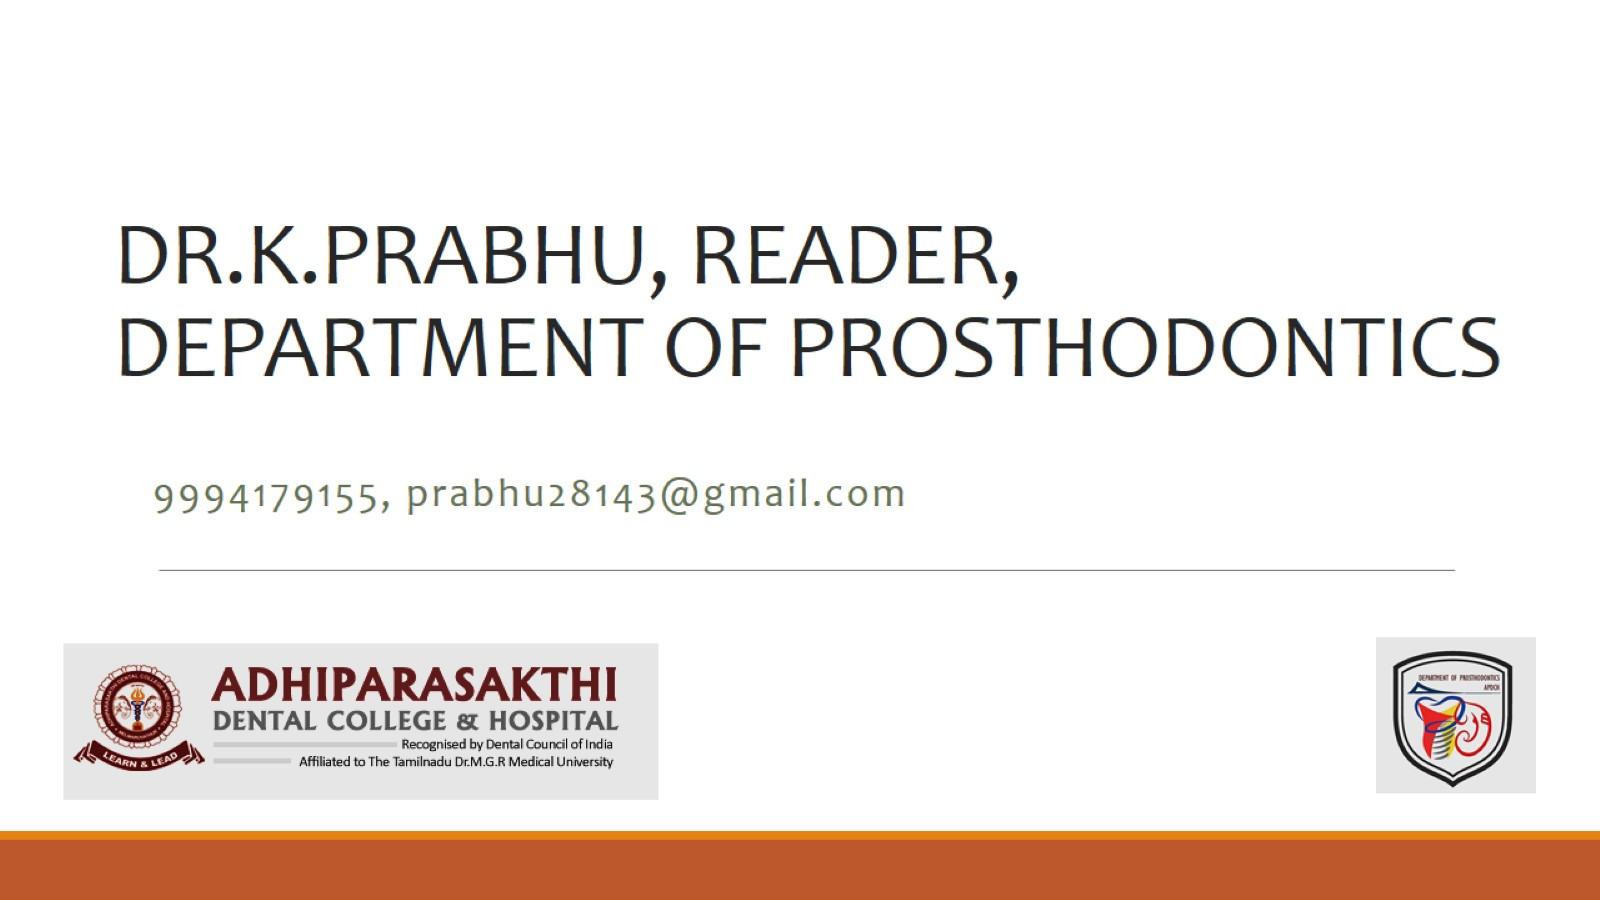 DR.K.PRABHU, READER,
DEPARTMENT OF PROSTHODONTICS
9994179155, prabhu28143@gmail.com
ADHIPARASAKTHI
DENTAL COLLEGE & HOSPITAL
Recognised by Dental Council of India
Affiliated to The Tamilnadu Dr.M.G.R Medical University
LEARN & LEAD
DEPARTMENT OF PROSTHODONTICS
APDCH